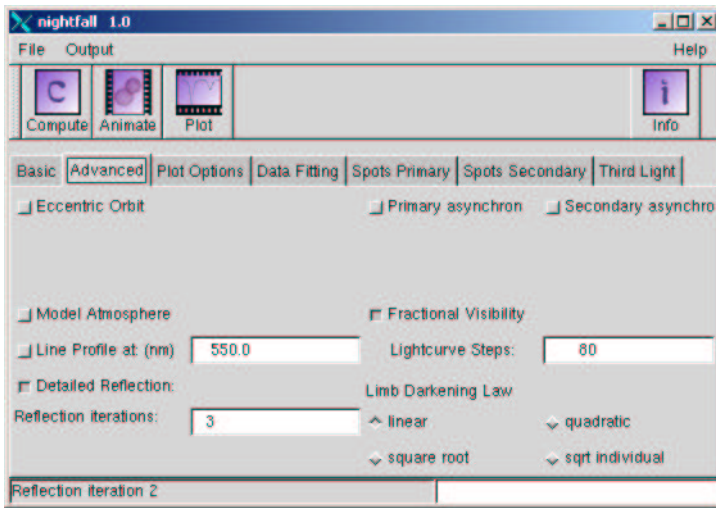 nightfall 1.0
File Output Help
C i
Compute Animate Plot Info
Basic Advanced Plot Options Data Fitting Spots Primary Spots Secondary Third Light
Eccentric Orbit Primary asynchron Secondary asynchro
Model Atmosphere Fractional Visibility
Line Profile at: (nm) 550.0 Lightcurve Steps: 80
Detailed Reflection: Limb Darkening Law
Reflection iterations: 3 linear quadratic
square root sqrt individual
Reflection iteration 2